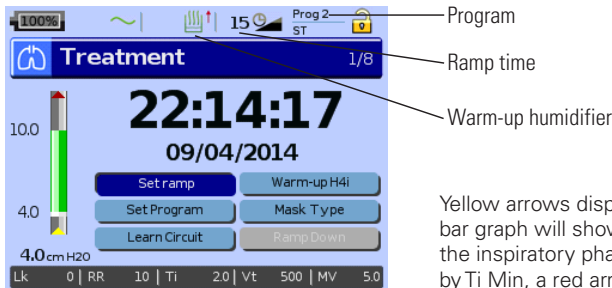 100% 15 Prog 2 ST
Program
Treatment 1/8
Ramp time
22:14:17
Warm-up humidifier
10.0
09/04/2014
Set ramp Warm-up H4i
4.0 Set Program Mask Type
Learn Circuit Ramp Down
4.0 cm H2O
Lk 0 | RR 10 | Ti 2.0 | Vt 500 | MV 5.0
Yellow arrows disp
bar graph will show
the inspiratory pha
by Ti Min, a red arr